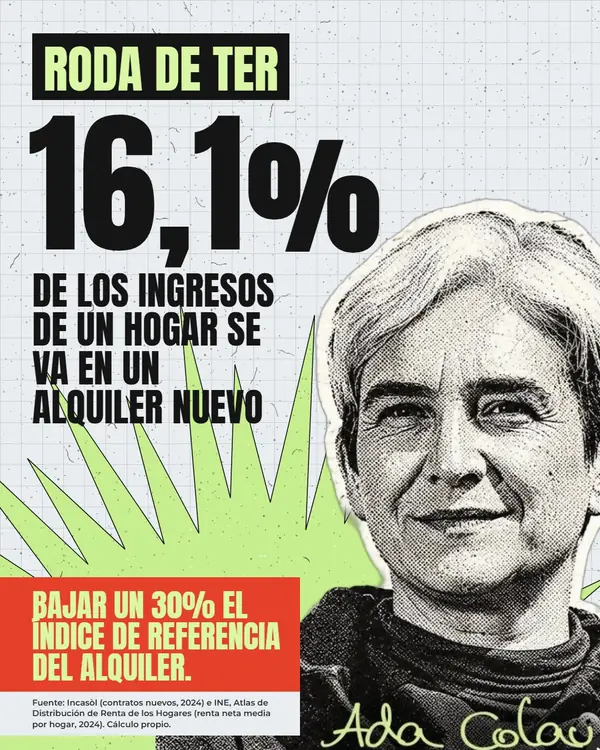 RODA DE TER
16,1%
DE LOS INGRESOS
DE UN HOGAR SE
VA EN UN
ALQUILER NUEVO
BAJAR UN 30% EL
ÍNDICE DE REFERENCIA
DEL ALQUILER.
Fuente: Incasòl (contratos nuevos, 2024) e INE, Atlas de
Distribución de Renta de los Hogares (renta neta media
por hogar, 2024). Cálculo propio.
Ada Colau